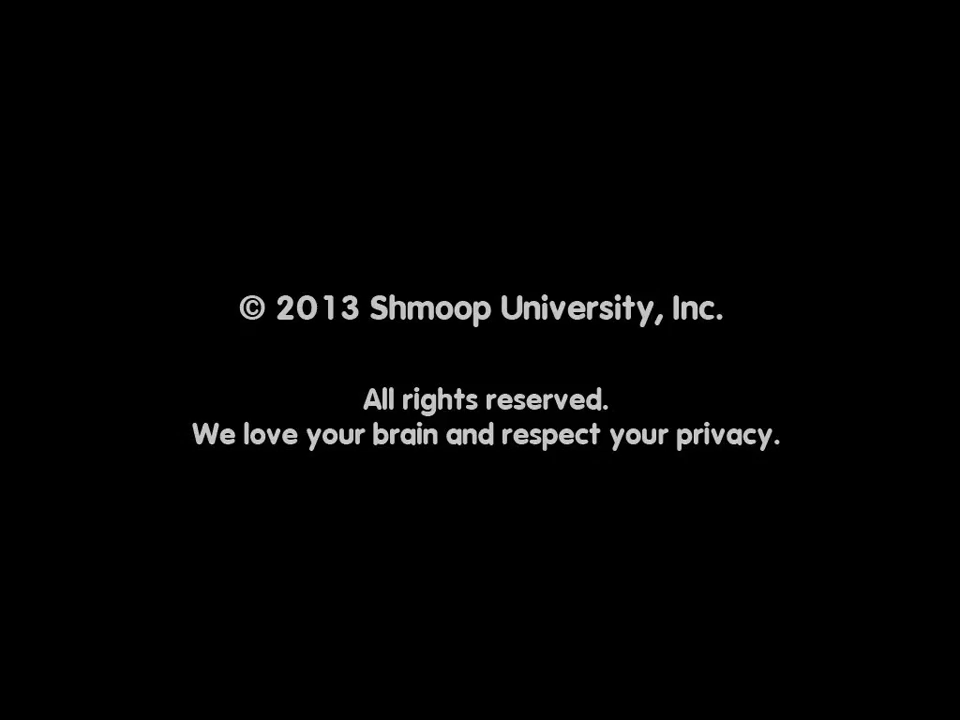 © 2013 Shmoop University, Inc.
All rights reserved.
We love your brain and respect your privacy.